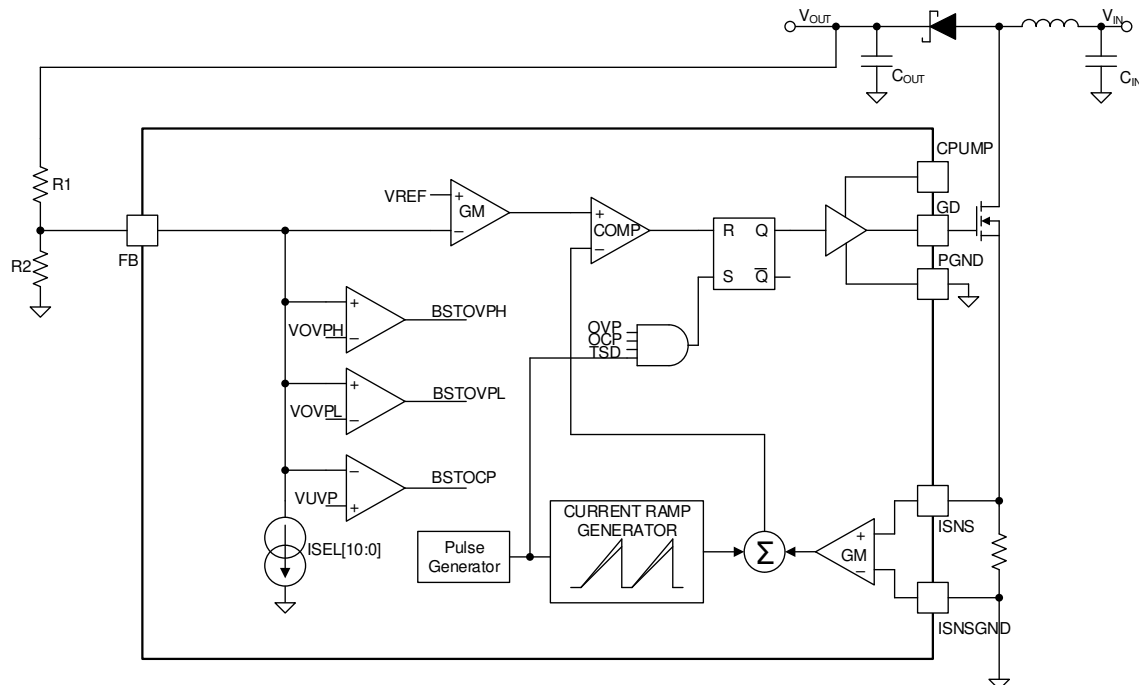 VOUT
VIN
COUT
CIN
CPUMP
R1
VREF
+
GM
−
+
COMP
−
R Q
S Q
GD
PGND
FB
R2
+
VOVPH
−
BSTOVPH
OVP
OCP
TSD
+
VOVPL
−
BSTOVPL
−
VUVP
+
BSTOCP
ISEL[10:0]
Pulse
Generator
CURRENT RAMP
GENERATOR
Σ
+
GM
−
ISNS
ISNSGND